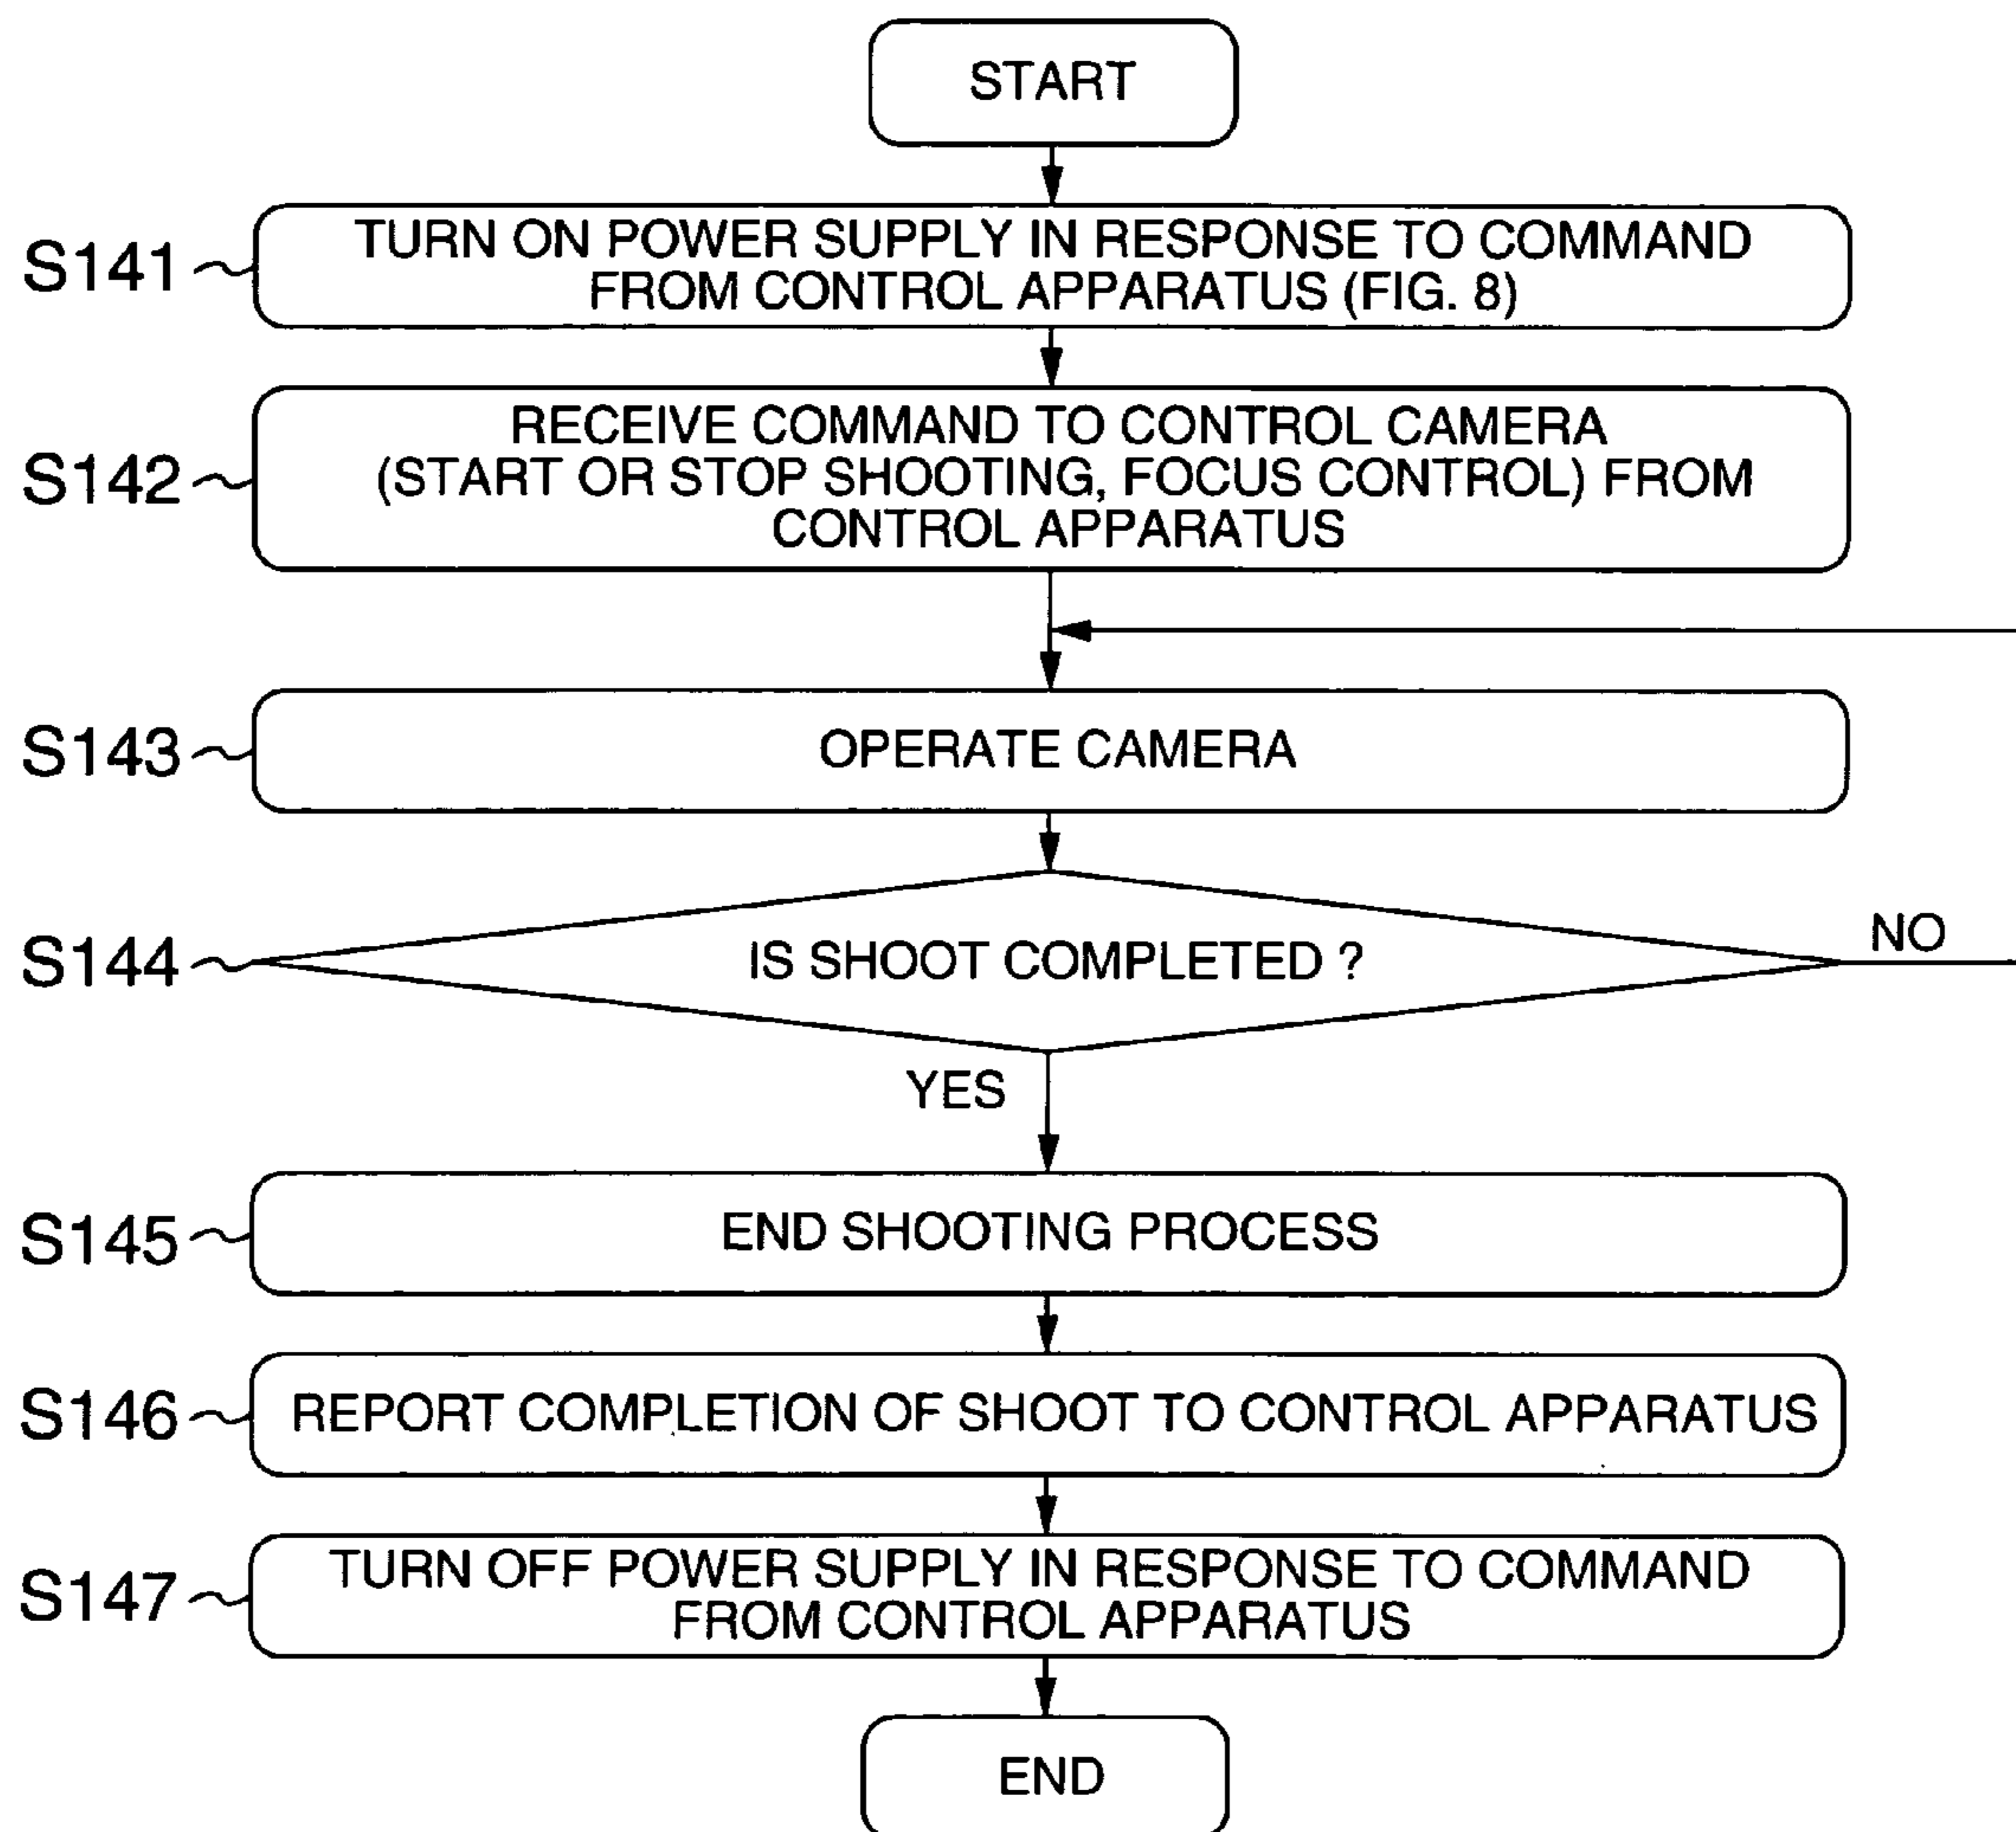 START
S141
TURN ON POWER SUPPLY IN RESPONSE TO COMMAND
FROM CONTROL APPARATUS (FIG. 8)
S142
RECEIVE COMMAND TO CONTROL CAMERA
(START OR STOP SHOOTING, FOCUS CONTROL) FROM
CONTROL APPARATUS
S143
OPERATE CAMERA
S144
IS SHOOT COMPLETED ?
NO
YES
S145
END SHOOTING PROCESS
S146
REPORT COMPLETION OF SHOOT TO CONTROL APPARATUS
S147
TURN OFF POWER SUPPLY IN RESPONSE TO COMMAND
FROM CONTROL APPARATUS
END